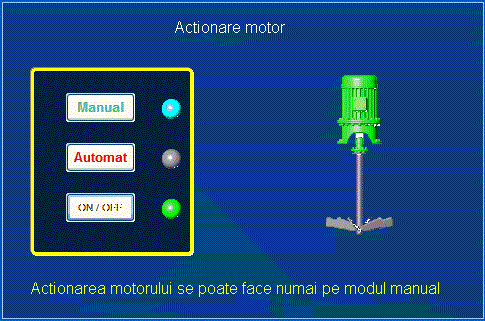 Actionare motor
Manual
Automat
ON / OFF
Actionarea motorului se poate face numai pe modul manual